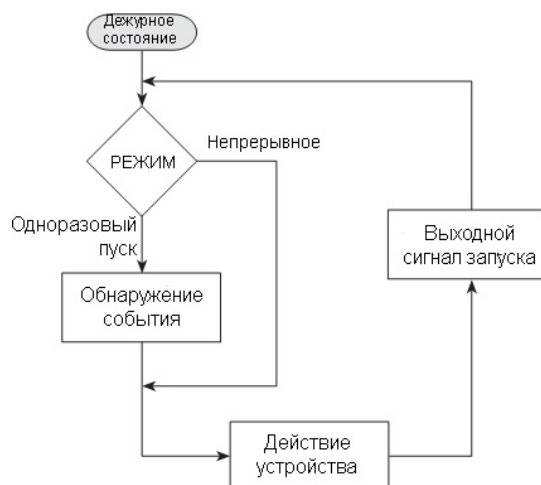 Дежурное
состояние
РЕЖИМ
Непрерывное
Одноразовый
пуск
Обнаружение
события
Выходной
сигнал запуска
Действие
устройства